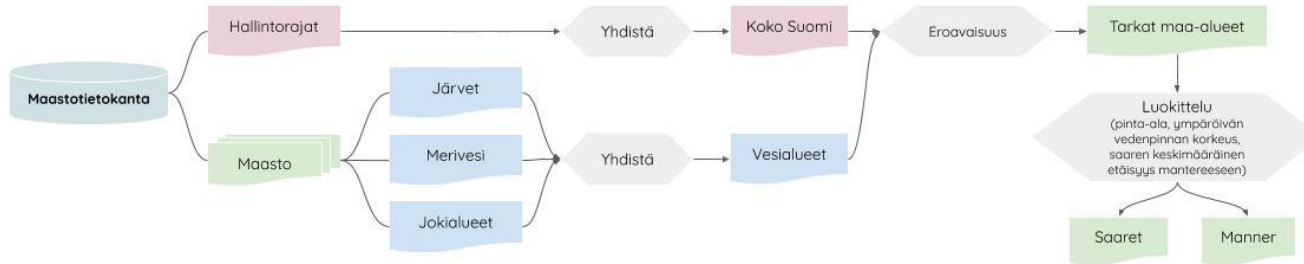 Hallintorajat
Yhdistä
Koko Suomi
Eroavaisuus
Tarkat maa-alueet
Maastotietokanta
Järvet
Maasto
Merivesi
Yhdistä
Vesialueet
Jokialueet
Luokittelu
(pinta-ala, ympäröivän
vedenpinnan korkeus,
saaren keskimääräinen
etäisyys mantereeseen)
Saaret
Manner